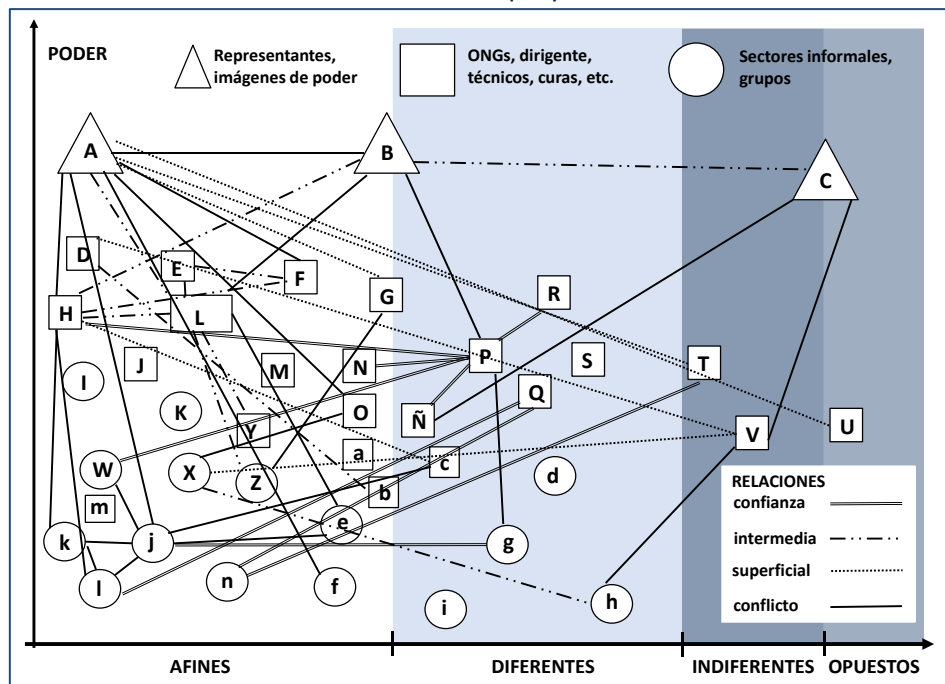 PODER
Representantes,
imágenes de poder
ONGs, dirigente,
técnicos, curas, etc.
Sectores informales,
grupos
A
B
C
D
E
F
G
R
H
L
P
J
M
N
S
T
I
K
Q
O
Ñ
Y
V
U
W
X
Z
a
c
b
d
m
k
j
e
g
l
n
f
i
h
RELACIONES
confianza
intermedia
superficial
conflicto
AFINES
DIFERENTES
INDIFERENTES
OPUESTOS